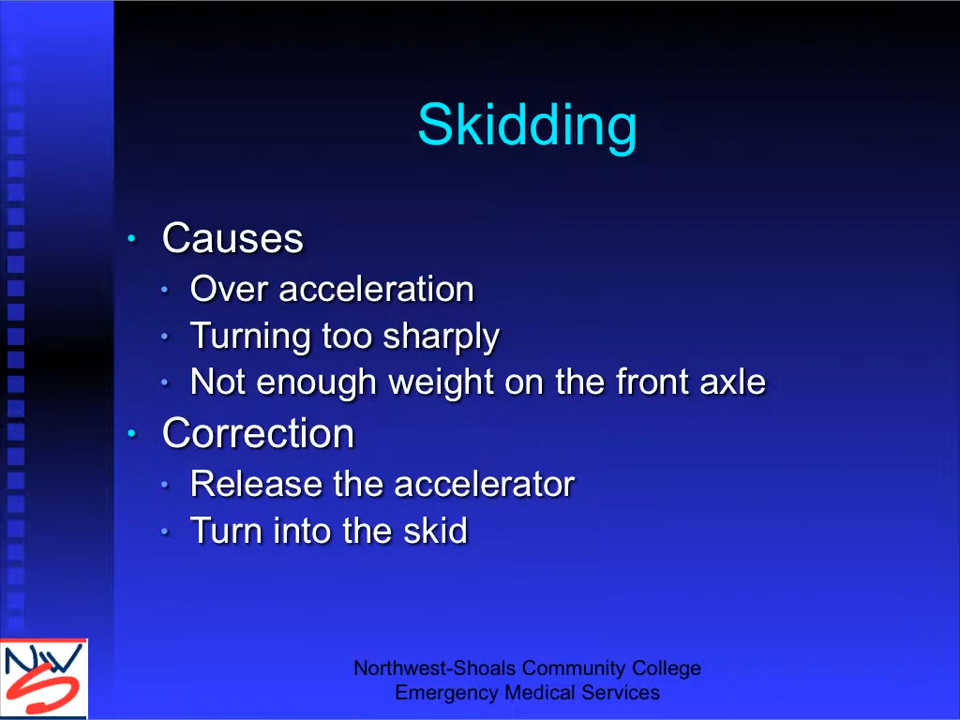 Skidding
• Causes
• Over acceleration
• Turning too sharply
• Not enough weight on the front axle
• Correction
• Release the accelerator
• Turn into the skid
NWS
Northwest-Shoals Community College
Emergency Medical Services